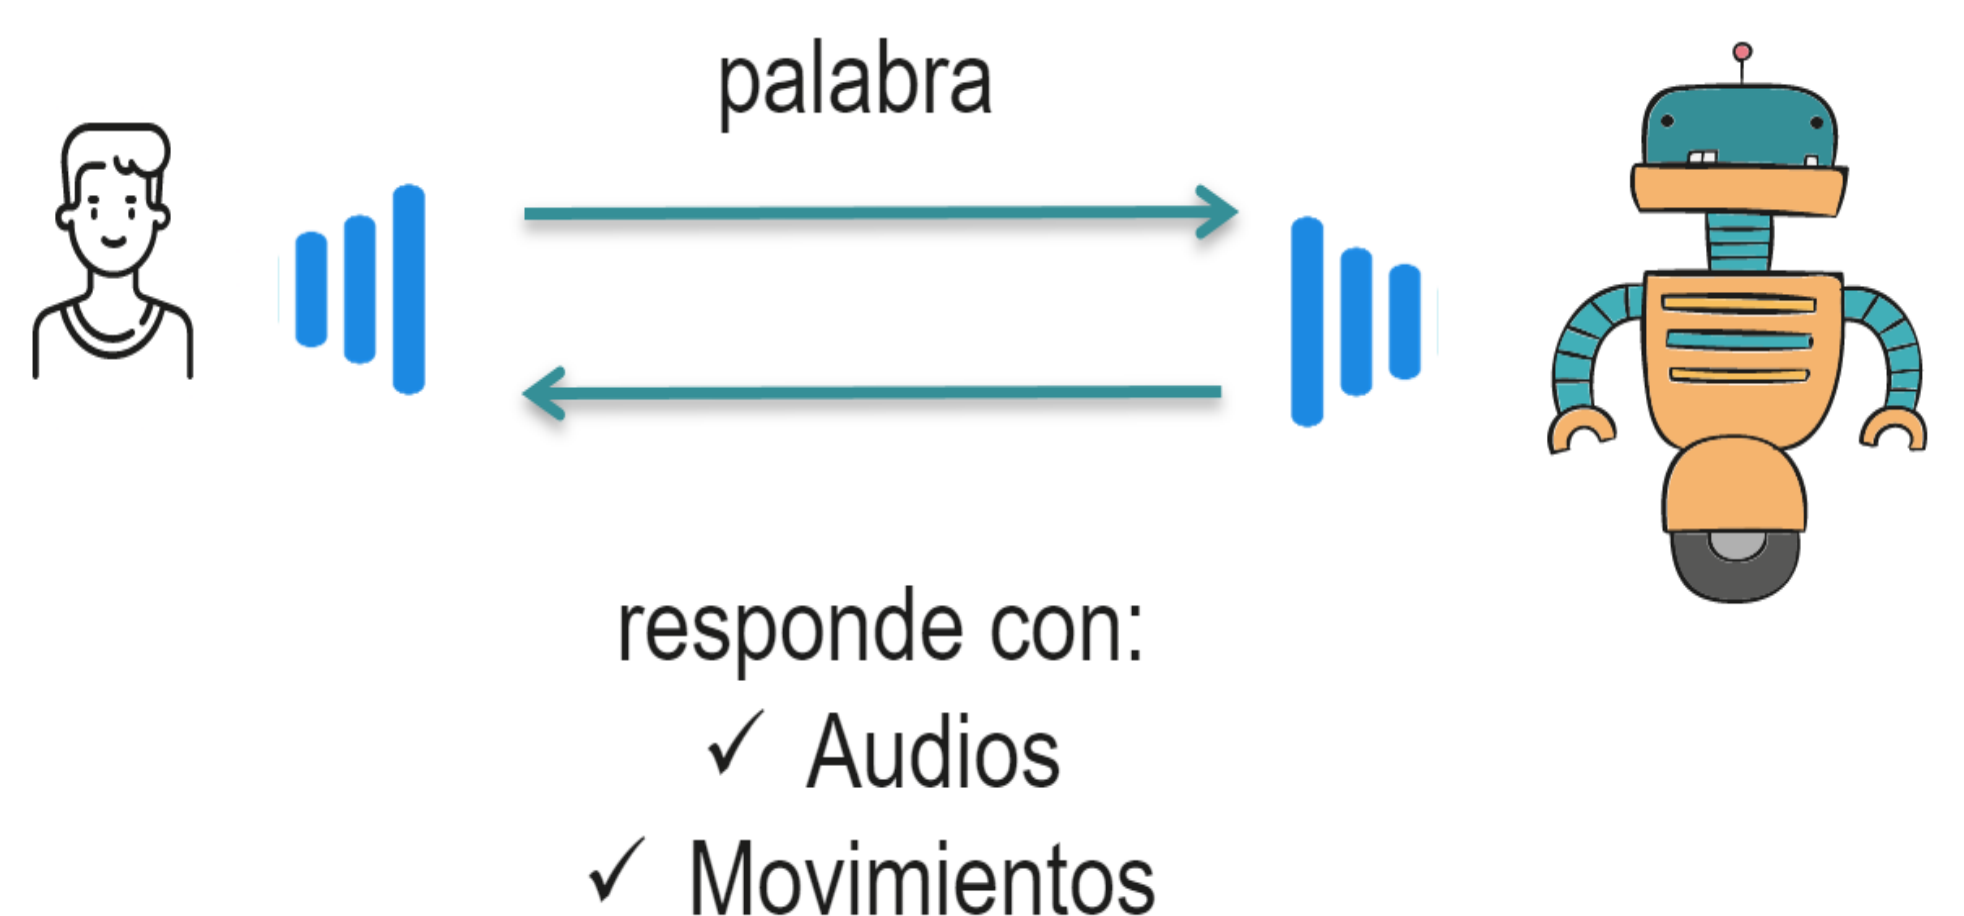 palabra
responde con:
✓ Audios
✓ Movimientos